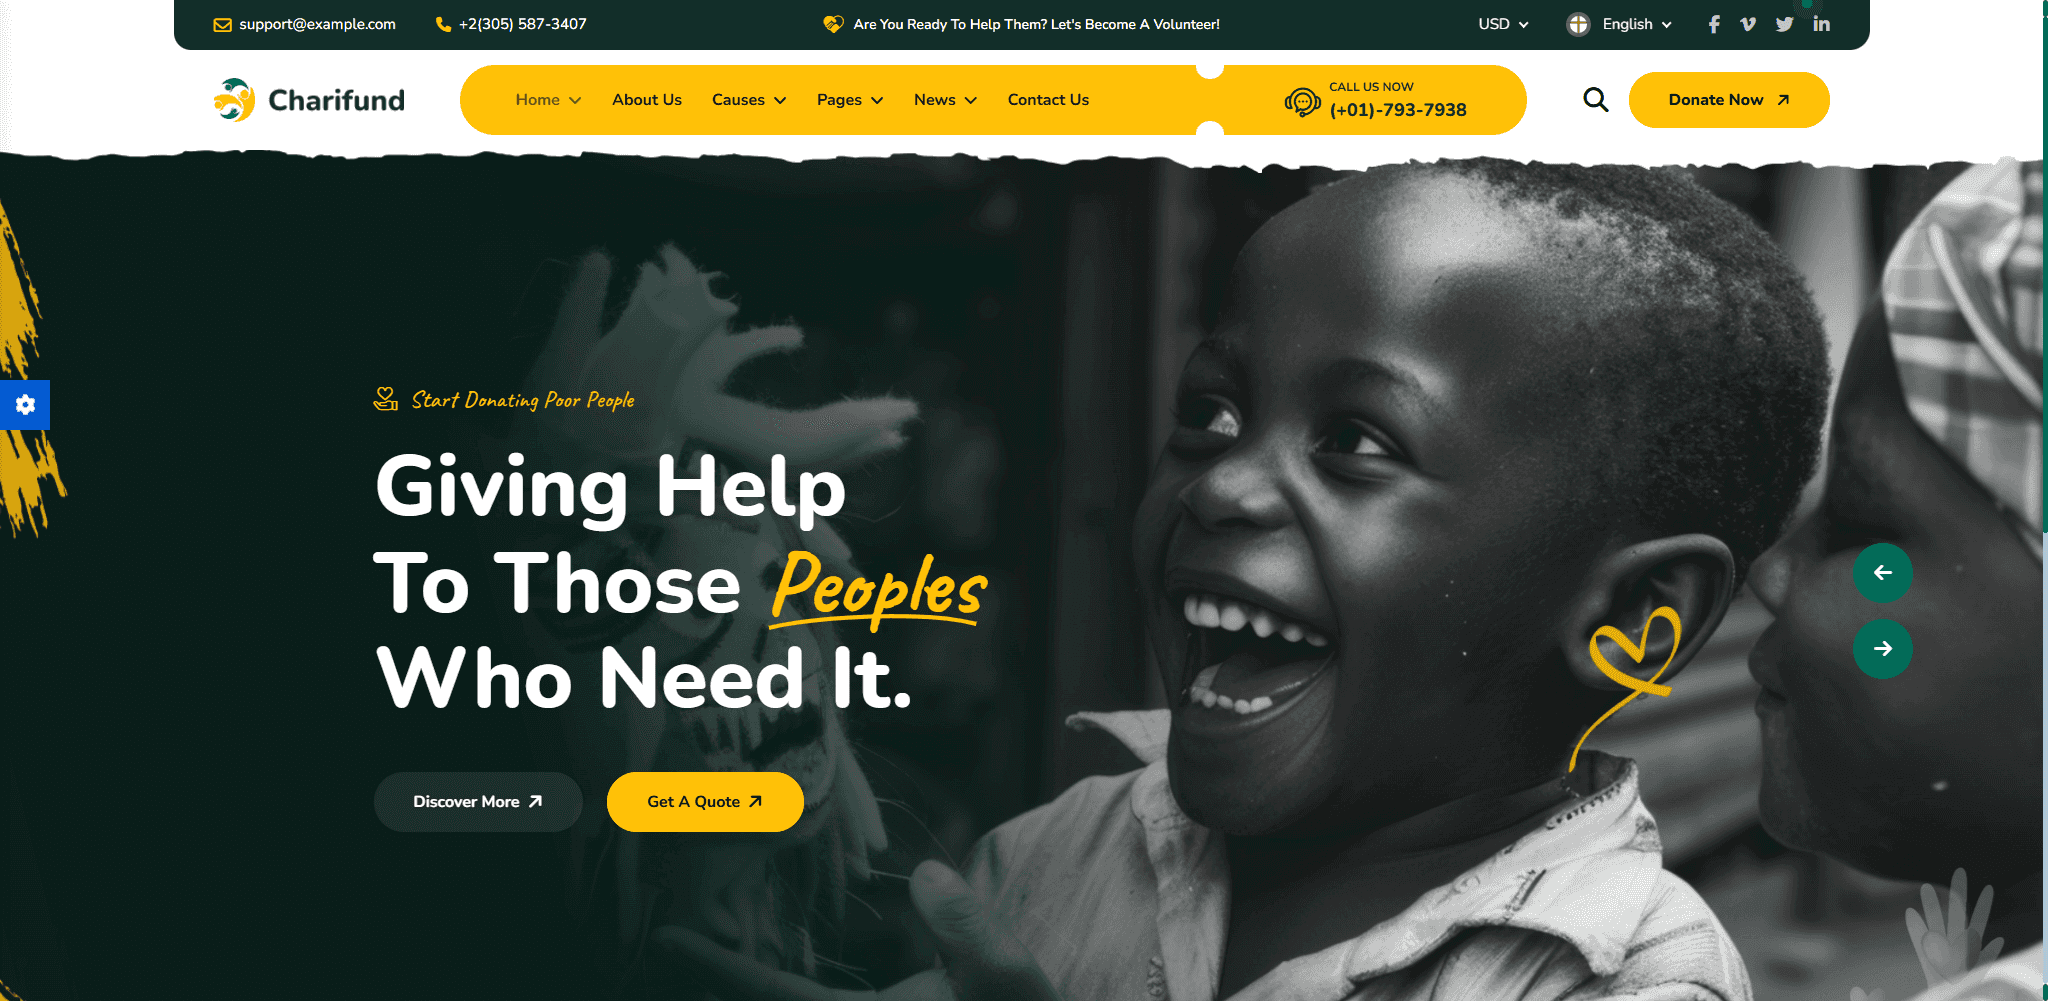 support@example.com
+2(305) 587-3407
Are You Ready To Help Them? Let's Become A Volunteer!
USD
English
Charifund
Home
About Us
Causes
Pages
News
Contact Us
CALL US NOW
(+01)-793-7938
Donate Now
Start Donating Poor People
Giving Help
To Those Peoples
Who Need It.
Discover More
Get A Quote